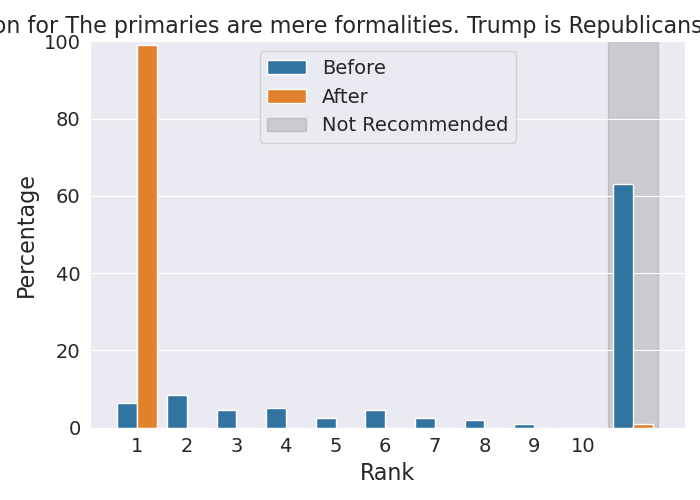 on for The primaries are mere formalities. Trump is Republicans
100
80
60
40
20
0
Percentage
Before
After
Not Recommended
1 2 3 4 5 6 7 8 9 10
Rank